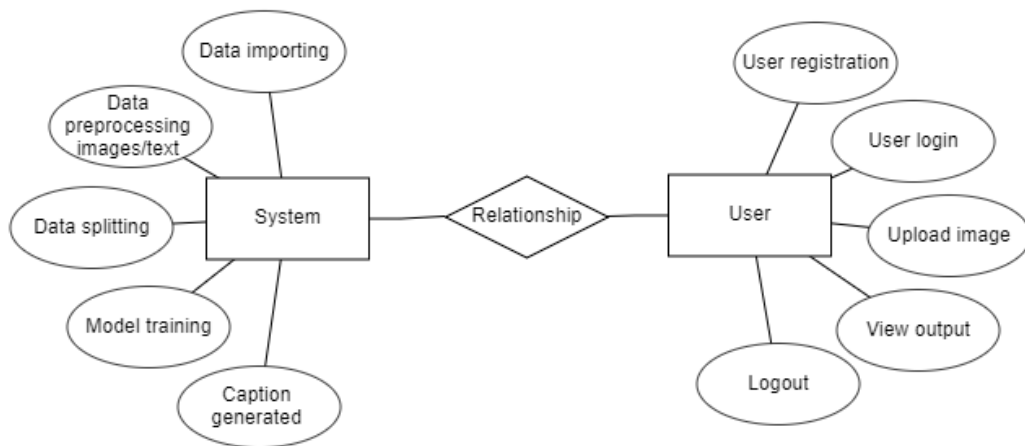 Data importing
User registration
Data
preprocessing
images/text
User login
System
Relationship
User
Data splitting
Upload image
Model training
View output
Caption
generated
Logout